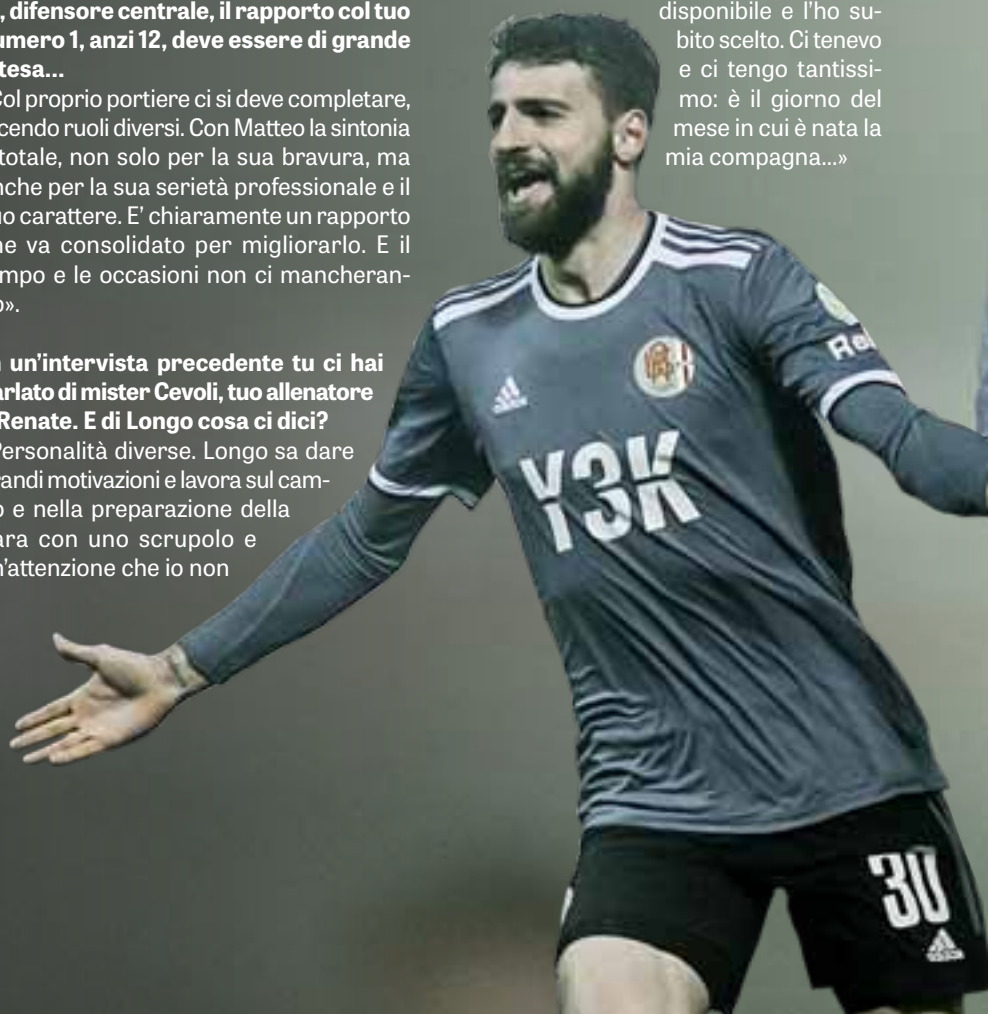 , difensore centrale, il rapporto col tuo
umero 1, anzi 12, deve essere di grande
tesa...
Col proprio portiere ci si deve completare,
cendo ruoli diversi. Con Matteo la sintonia
totale, non solo per la sua bravura, ma
nche per la sua serietà professionale e il
uo carattere. E' chiaramente un rapporto
he va consolidato per migliorarlo. E il
mpo e le occasioni non ci mancheran-
o».
un'intervista precedente tu ci hai
arlato di mister Cevoli, tuo allenatore
Renate. E di Longo cosa ci dici?
Personalità diverse. Longo sa dare
randi motivazioni e lavora sul cam-
o e nella preparazione della
ara con uno scrupolo e
n'attenzione che io non
disponibile e l'ho su-
bito scelto. Ci tenevo
e ci tengo tantissi-
mo: è il giorno del
mese in cui è nata la
mia compagna...»
Y3K
Re
30